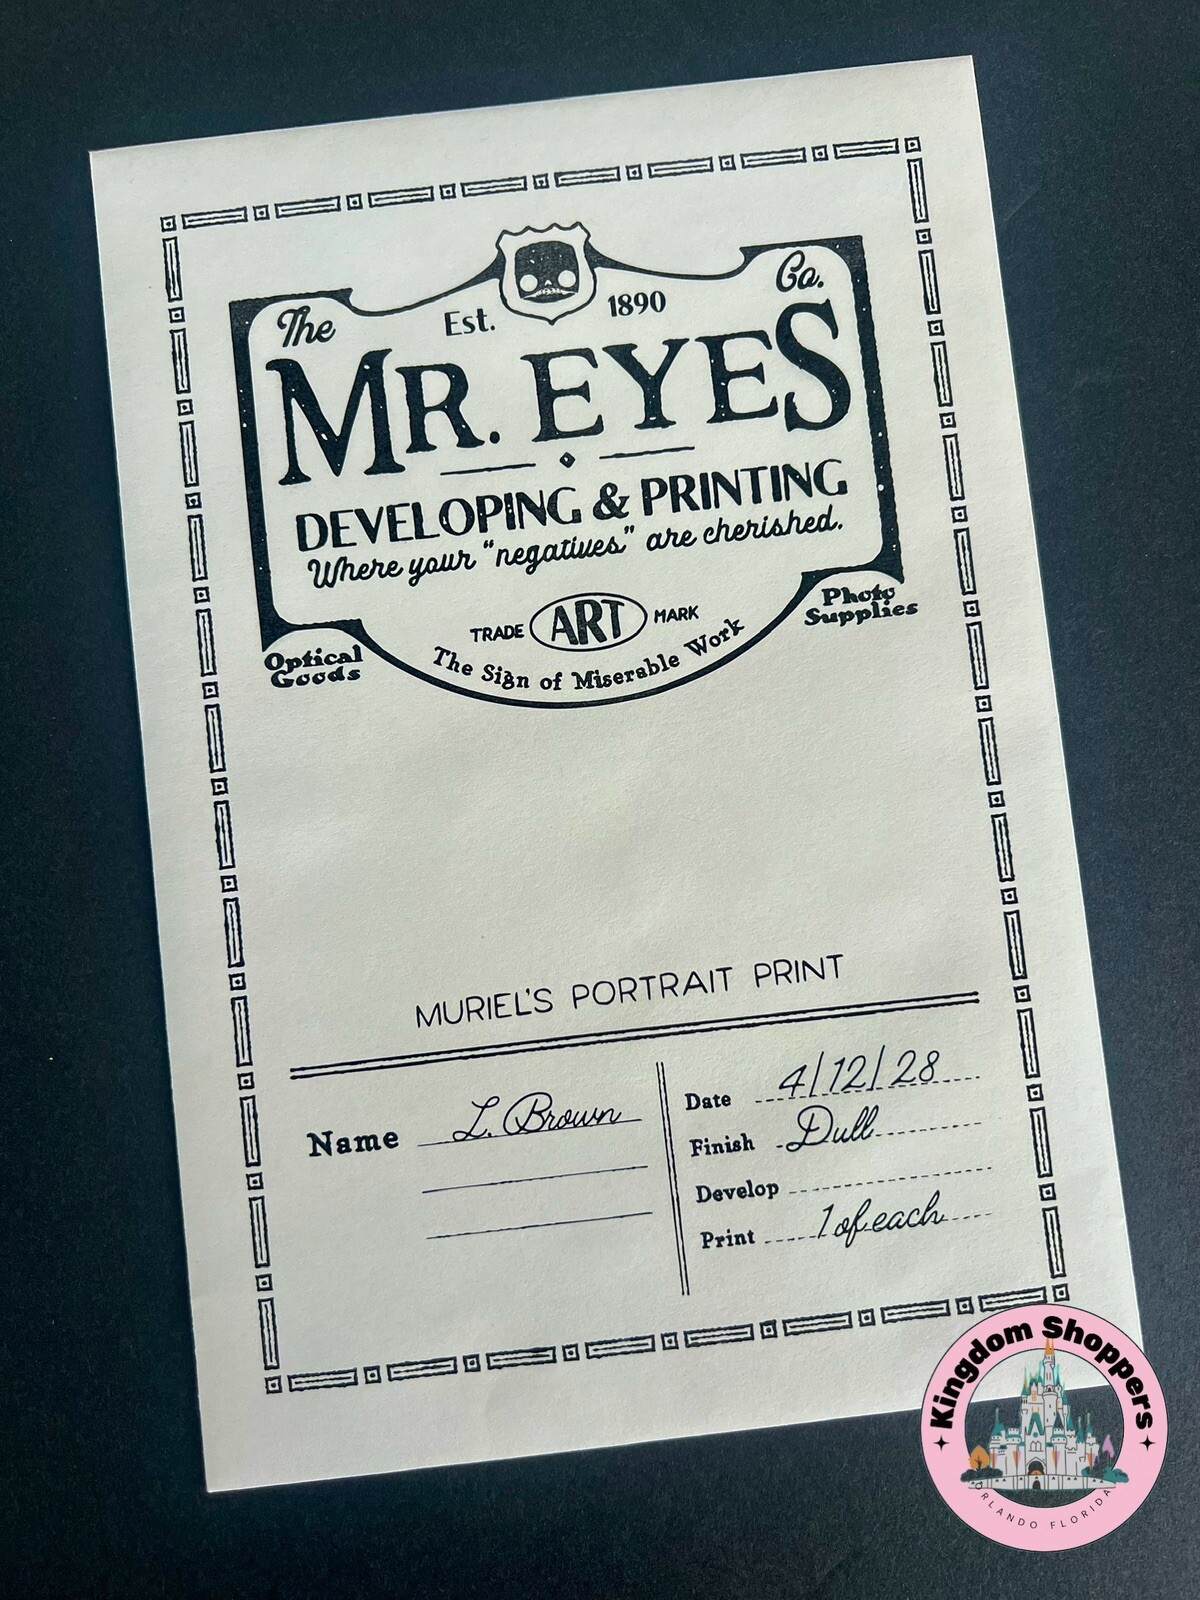 The Co.
Est. 1890
MR. EYES
DEVELOPING & PRINTING
Where your "negatives" are cherished.
TRADE ART MARK
The Sign of Miserable Work
Optical
Goods
Photo
Supplies
MURIEL'S PORTRAIT PRINT
Name L. Brown
Date 4/12/28
Finish Dull
Develop
Print 1 of each
Kingdom Shoppers
ORLANDO FLORIDA